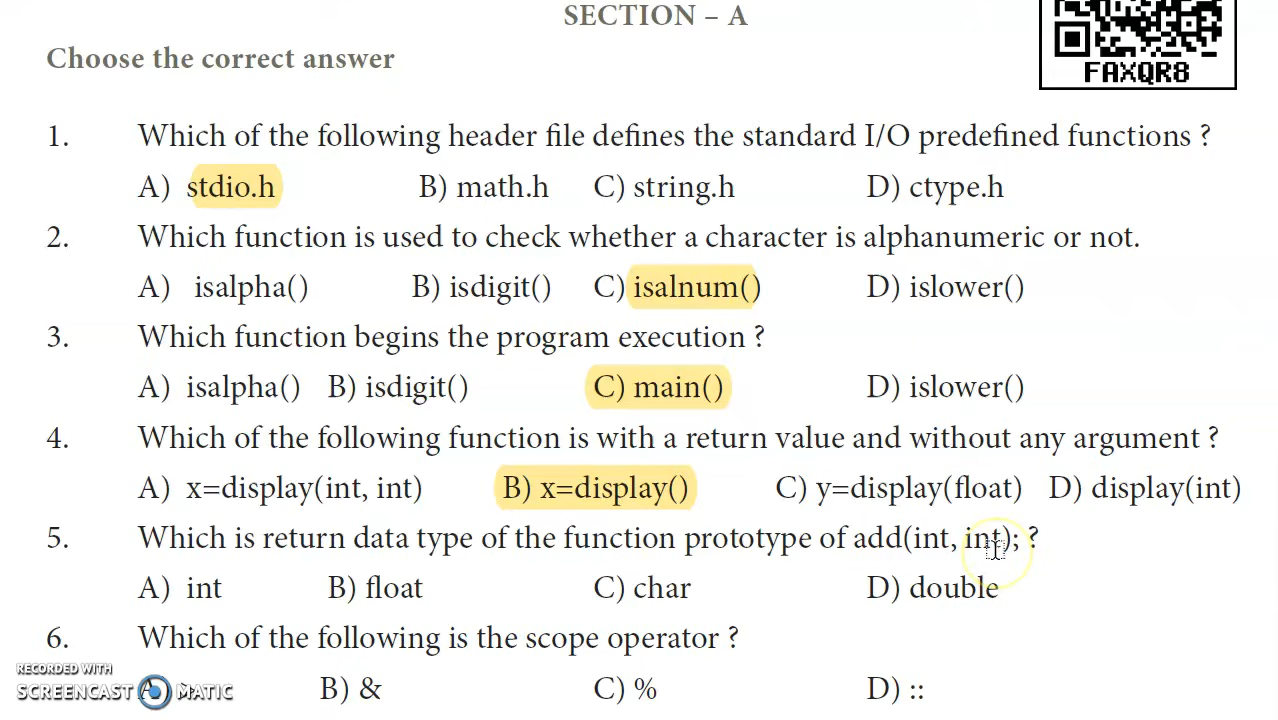 SECTION – A
FAXQR8
Choose the correct answer
1. Which of the following header file defines the standard I/O predefined functions ?
A) stdio.h B) math.h C) string.h D) ctype.h
2. Which function is used to check whether a character is alphanumeric or not.
A) isalpha() B) isdigit() C) isalnum() D) islower()
3. Which function begins the program execution ?
A) isalpha() B) isdigit() C) main() D) islower()
4. Which of the following function is with a return value and without any argument ?
A) x=display(int, int) B) x=display() C) y=display(float) D) display(int)
5. Which is return data type of the function prototype of add(int, int); ?
A) int B) float C) char D) double
6. Which of the following is the scope operator ?
B) & C) % D) ::
RECORDED WITH
SCREENCAST MATIC